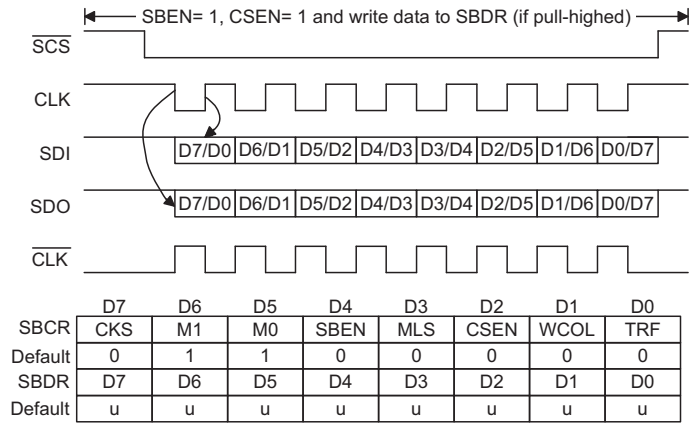 SBEN= 1, CSEN= 1 and write data to SBDR (if pull-highed)
SCS
CLK
SDI D7/D0 D6/D1 D5/D2 D4/D3 D3/D4 D2/D5 D1/D6 D0/D7
SDO D7/D0 D6/D1 D5/D2 D4/D3 D3/D4 D2/D5 D1/D6 D0/D7
CLK
D7 D6 D5 D4 D3 D2 D1 D0
SBCR CKS M1 M0 SBEN MLS CSEN WCOL TRF
Default 0 1 1 0 0 0 0 0
SBDR D7 D6 D5 D4 D3 D2 D1 D0
Default u u u u u u u u